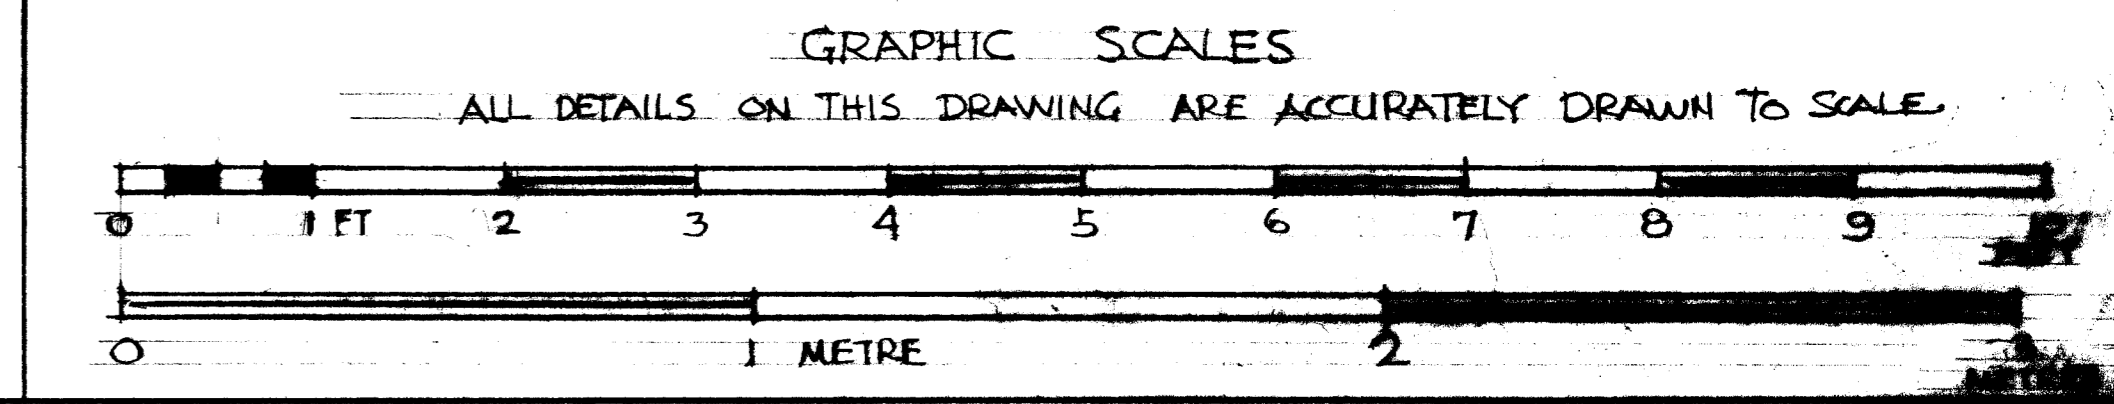 GRAPHIC SCALES
ALL DETAILS ON THIS DRAWING ARE ACCURATELY DRAWN TO SCALE
0 1 FT 2 3 4 5 6 7 8 9
0 1 METRE 2